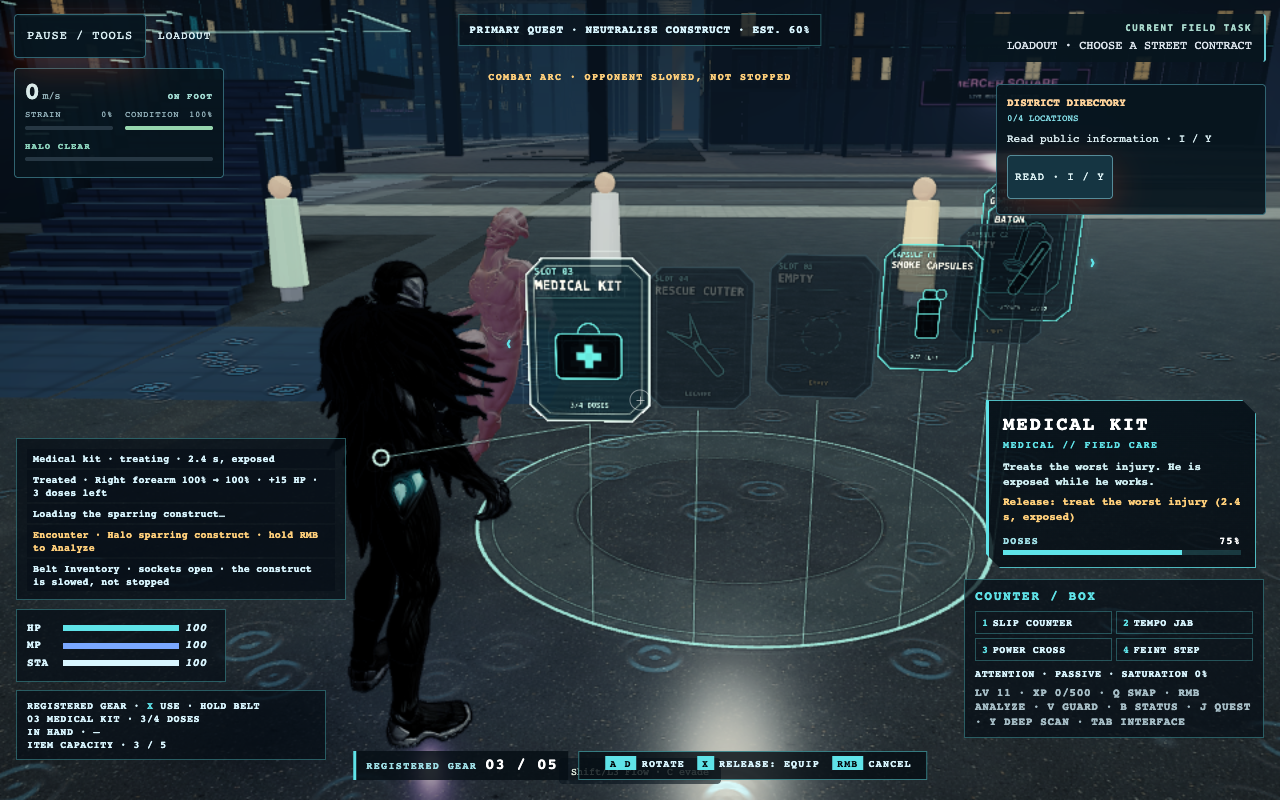 PAUSE / TOOLS
LOADOUT
PRIMARY QUEST · NEUTRALISE CONSTRUCT · EST. 60%
COMBAT ARC · OPPONENT SLOWED, NOT STOPPED
CURRENT FIELD TASK
LOADOUT · CHOOSE A STREET CONTRACT
0 m/s
ON FOOT
STRAIN 0%
CONDITION 100%
HALO CLEAR
MERCER SQUARE
DISTRICT DIRECTORY
0/4 LOCATIONS
Read public information · I / Y
READ · I / Y
SLOT 03
MEDICAL KIT
3/4 DOSES
SLOT 04
RESCUE CUTTER
EMPTY
EMPTY
SMOKE CAPSULES
BATON
EMPTY
Medical kit · treating · 2.4 s, exposed
Treated · Right forearm 100% → 100% · +15 HP ·
3 doses left
Loading the sparring construct…
Encounter · Halo sparring construct · hold RMB
to Analyze
Belt Inventory · sockets open · the construct
is slowed, not stopped
HP 100
MP 100
STA 100
REGISTERED GEAR · X USE · HOLD BELT
03 MEDICAL KIT · 3/4 DOSES
IN HAND · —
ITEM CAPACITY · 3 / 5
MEDICAL KIT
MEDICAL // FIELD CARE
Treats the worst injury. He is
exposed while he works.
Release: treat the worst injury (2.4
s, exposed)
DOSES 75%
COUNTER / BOX
1 SLIP COUNTER
2 TEMPO JAB
3 POWER CROSS
4 FEINT STEP
ATTENTION · PASSIVE · SATURATION 0%
LV 11 · XP 0/500 · Q SWAP · RMB
ANALYZE · V GUARD · B STATUS · J QUEST
· Y DEEP SCAN · TAB INTERFACE
REGISTERED GEAR 03 / 05
A D ROTATE X RELEASE: EQUIP RMB CANCEL